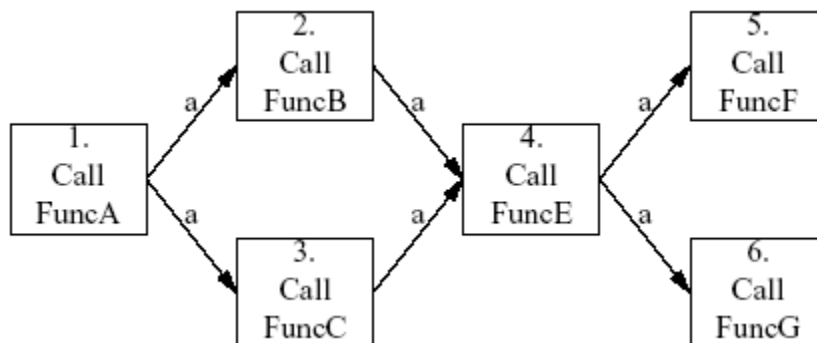 1.
Call
FuncA
a
a
2.
Call
FuncB
3.
Call
FuncC
a
a
4.
Call
FuncE
a
a
5.
Call
FuncF
6.
Call
FuncG